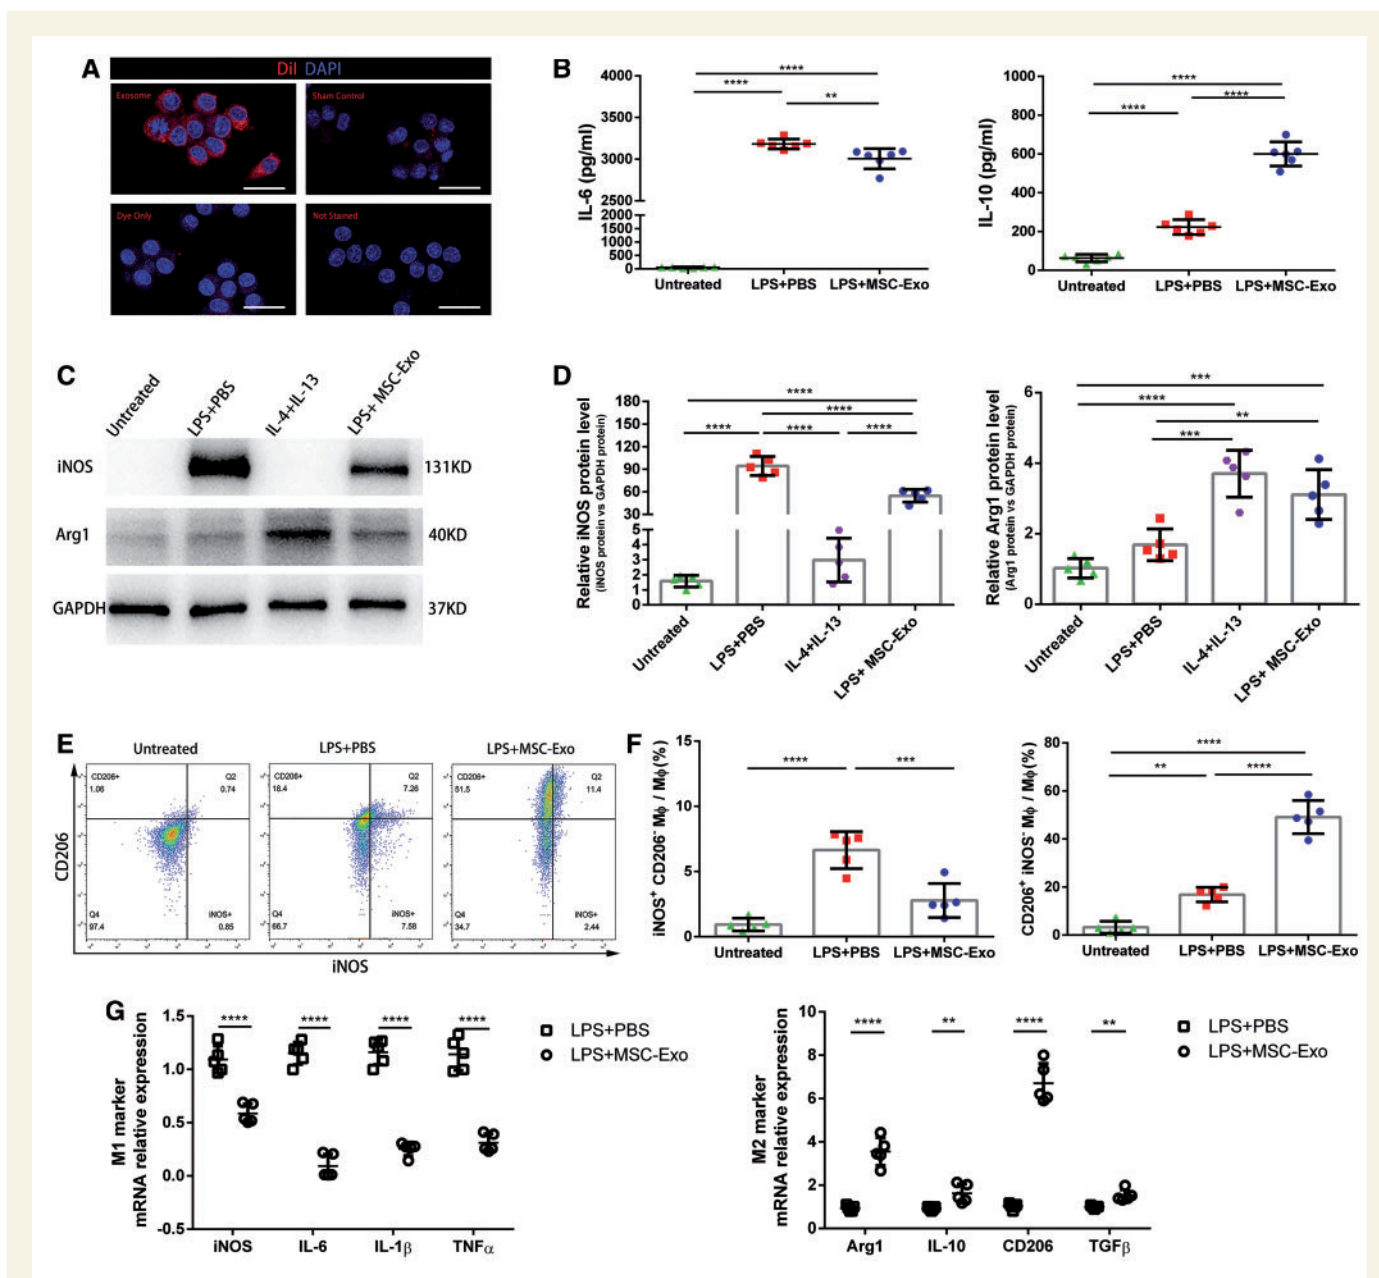 A
DiI DAPI
Exosome
Sham Control
Dye Only
Not Stained
B
IL-6 (pg/ml)
4000
3500
3000
2500
2000
1500
1000
500
0
****
****
**
Untreated LPS+PBS LPS+MSC-Exo
IL-10 (pg/ml)
1000
800
600
400
200
0
****
****
****
Untreated LPS+PBS LPS+MSC-Exo
C
Untreated
LPS+PBS
IL-4+IL-13
LPS+ MSC-Exo
iNOS 131KD
Arg1 40KD
GAPDH 37KD
D
Relative iNOS protein level
(iNOS protein vs GAPDH protein)
180
150
120
90
60
30
5
4
3
2
1
0
****
****
**** **** ****
Untreated
LPS+PBS
IL-4+IL-13
LPS+ MSC-Exo
Relative Arg1 protein level
(Arg1 protein vs GAPDH protein)
6
4
2
0
***
****
**
***
Untreated
LPS+PBS
IL-4+IL-13
LPS+ MSC-Exo
E
Untreated LPS+PBS LPS+MSC-Exo
CD206+ Q2
1.06 0.74
Q4 iNOS+
97.4 0.85
CD206+ Q2
18.4 7.26
Q4 iNOS+
66.7 7.58
CD206+ Q2
51.5 11.4
Q4 iNOS+
34.7 2.44
CD206
iNOS
F
iNOS⁺ CD206⁻ Mϕ / Mϕ(%)
15
10
5
0
**** ***
Untreated LPS+PBS LPS+MSC-Exo
CD206⁺ iNOS⁻ Mϕ / Mϕ(%)
80
60
40
20
0
****
** ****
Untreated LPS+PBS LPS+MSC-Exo
G
M1 marker
mRNA relative expression
1.5
1.0
0.5
0.0
-0.5
**** **** **** ****
iNOS IL-6 IL-1β TNFα
LPS+PBS
LPS+MSC-Exo
M2 marker
mRNA relative expression
10
8
6
4
2
0
**** ** **** **
Arg1 IL-10 CD206 TGFβ
LPS+PBS
LPS+MSC-Exo